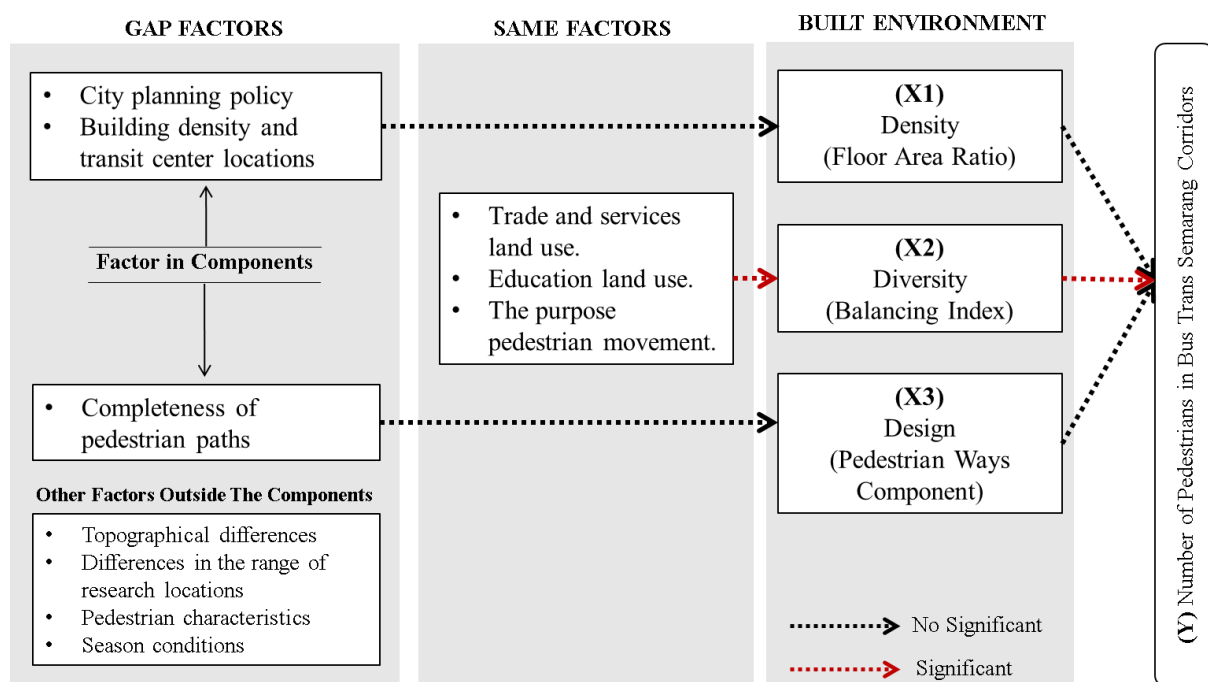 GAP FACTORS
• City planning policy
• Building density and
transit center locations
Factor in Components
• Completeness of
pedestrian paths
Other Factors Outside The Components
• Topographical differences
• Differences in the range of
research locations
• Pedestrian characteristics
• Season conditions
SAME FACTORS
• Trade and services
land use.
• Education land use.
• The purpose
pedestrian movement.
BUILT ENVIRONMENT
(X1)
Density
(Floor Area Ratio)
(X2)
Diversity
(Balancing Index)
(X3)
Design
(Pedestrian Ways
Component)
No Significant
Significant
(Y) Number of Pedestrians in Bus Trans Semarang Corridors